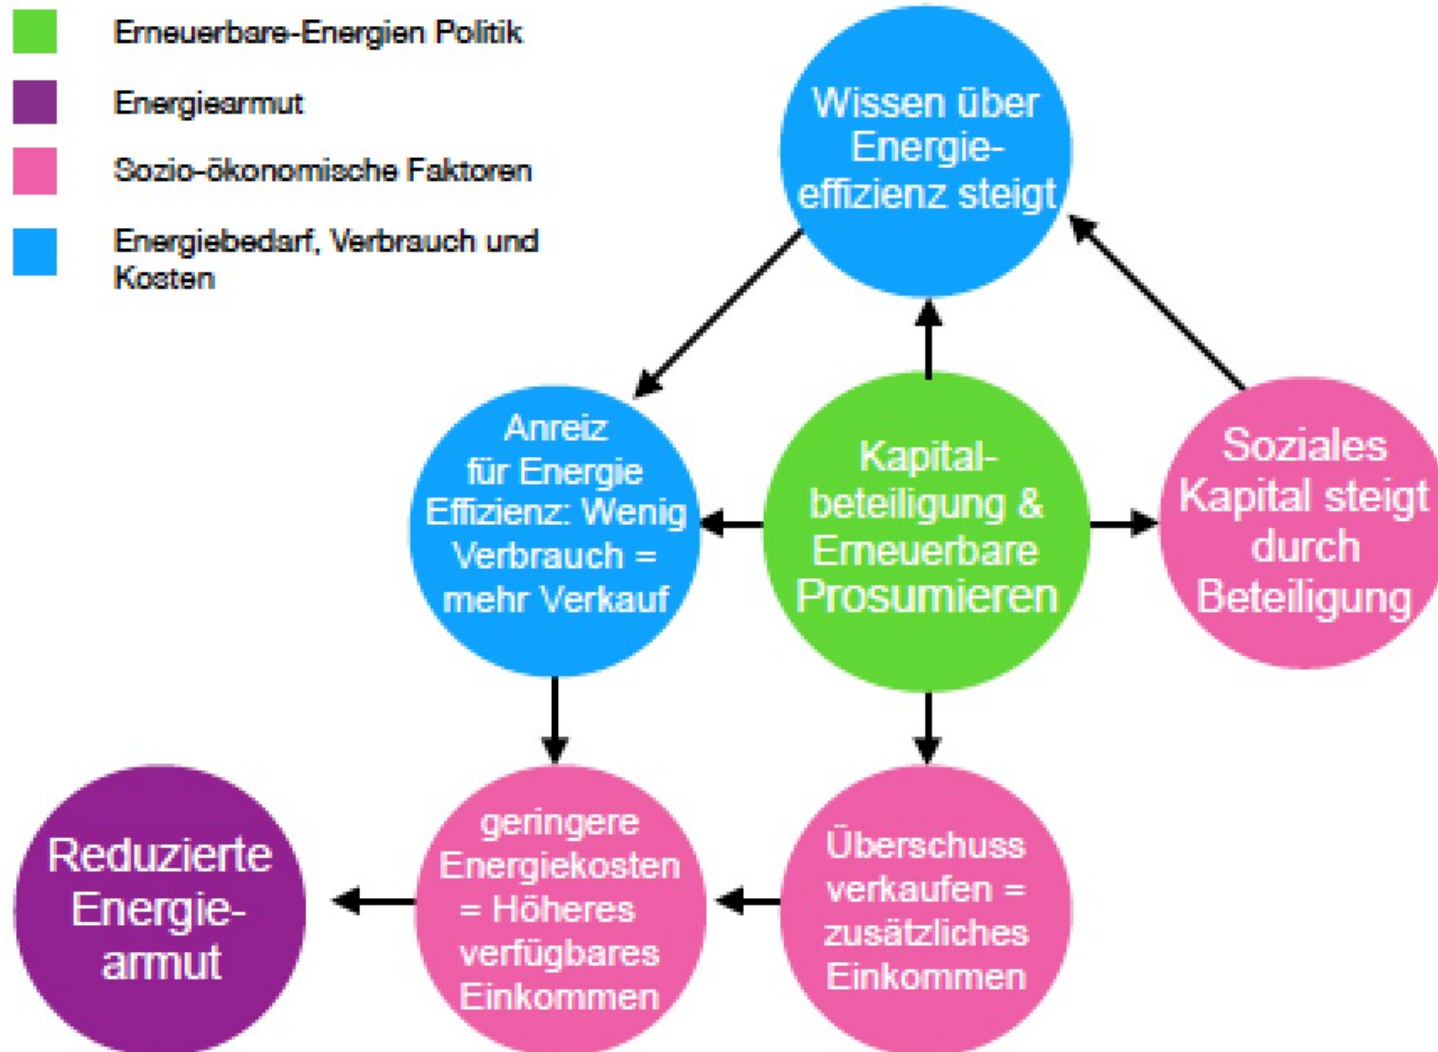 Erneuerbare-Energien Politik
Energiearmut
Sozio-ökonomische Faktoren
Energiebedarf, Verbrauch und
Kosten
Wissen über
Energie-
effizienz steigt
Anreiz
für Energie
Effizienz: Wenig
Verbrauch =
mehr Verkauf
Kapital-
beteiligung &
Erneuerbare
Prosumieren
Soziales
Kapital steigt
durch
Beteiligung
Reduzierte
Energie-
armut
geringere
Energiekosten
= Höheres
verfügbares
Einkommen
Überschuss
verkaufen =
zusätzliches
Einkommen